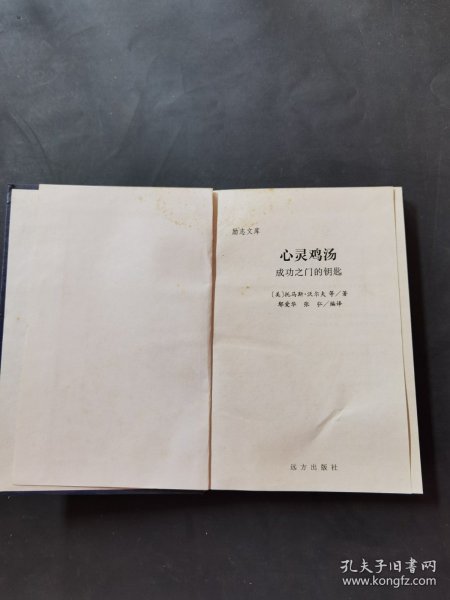 励志文库
心灵鸡汤
成功之门的钥匙
〔美〕托马斯·沃尔夫 等／著
鄢爱华 张弘／编译
远方出版社
孔夫子旧书网
www.kongfz.com